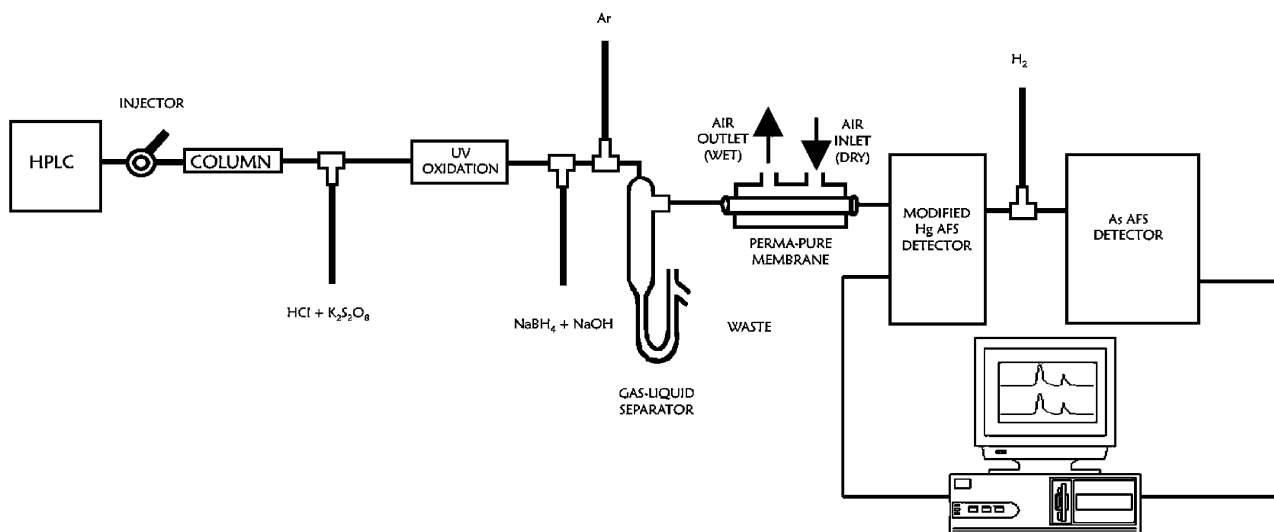 Ar
H₂
INJECTOR
AIR
OUTLET
(WET)
AIR
INLET
(DRY)
HPLC
COLUMN
UV
OXIDATION
MODIFIED
Hg AFS
DETECTOR
As AFS
DETECTOR
PERMA-PURE
MEMBRANE
HCl + K₂S₂O₈
NaBH₄ + NaOH
WASTE
GAS-LIQUID
SEPARATOR